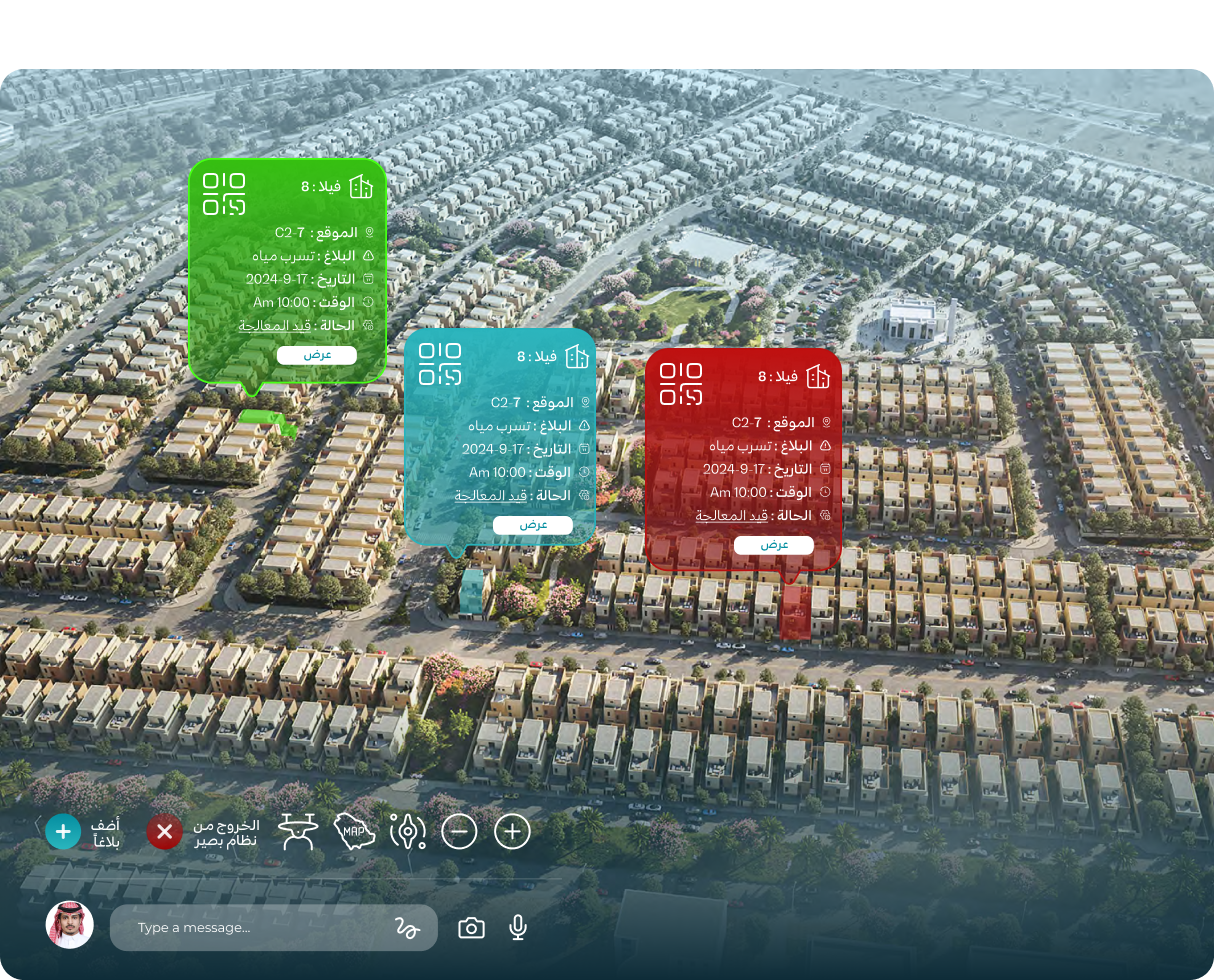 فيلا : 8
الموقع : C2-7
البلاغ : تسرب مياه
التاريخ : 17-9-2024
الوقت : 10:00 Am
الحالة : قيد المعالجة
عرض
فيلا : 8
الموقع : C2-7
البلاغ : تسرب مياه
التاريخ : 17-9-2024
الوقت : 10:00 Am
الحالة : قيد المعالجة
عرض
فيلا : 8
الموقع : C2-7
البلاغ : تسرب مياه
التاريخ : 17-9-2024
الوقت : 10:00 Am
الحالة : قيد المعالجة
عرض
أضف
بلاغاً
الخروج من
نظام بصير
MAP
Type a message...